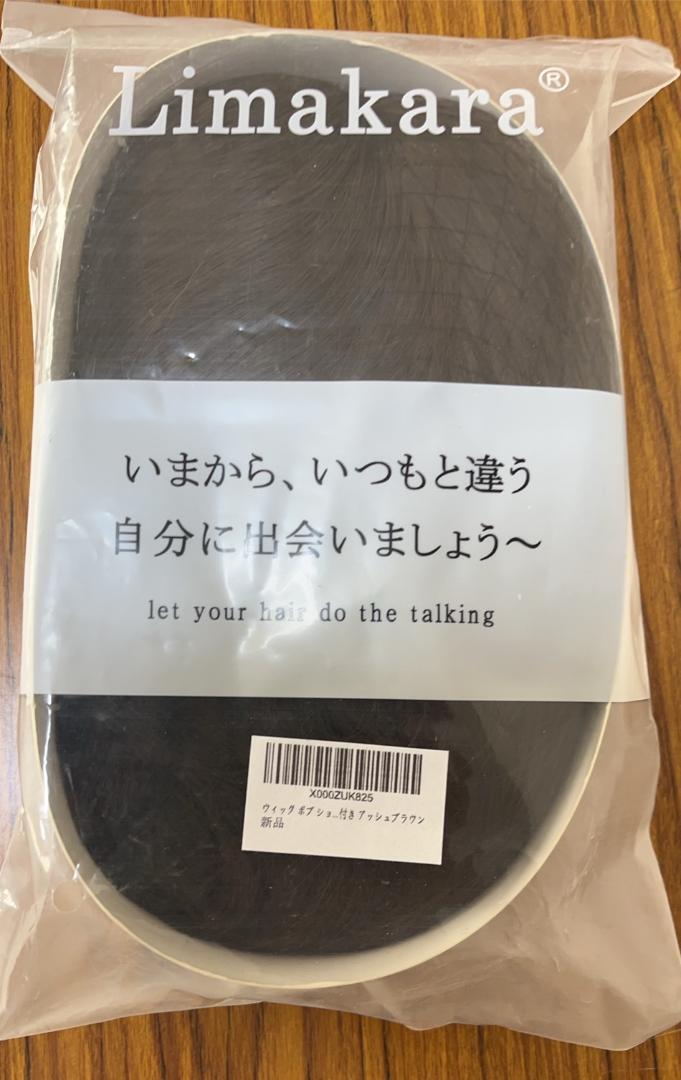 Limakara®
いまから、いつもと違う
自分に出会いましょう～
let your hair do the talking
X000ZUK825
ウィッグ ボブ ショ...付き アッシュブラウン
新品